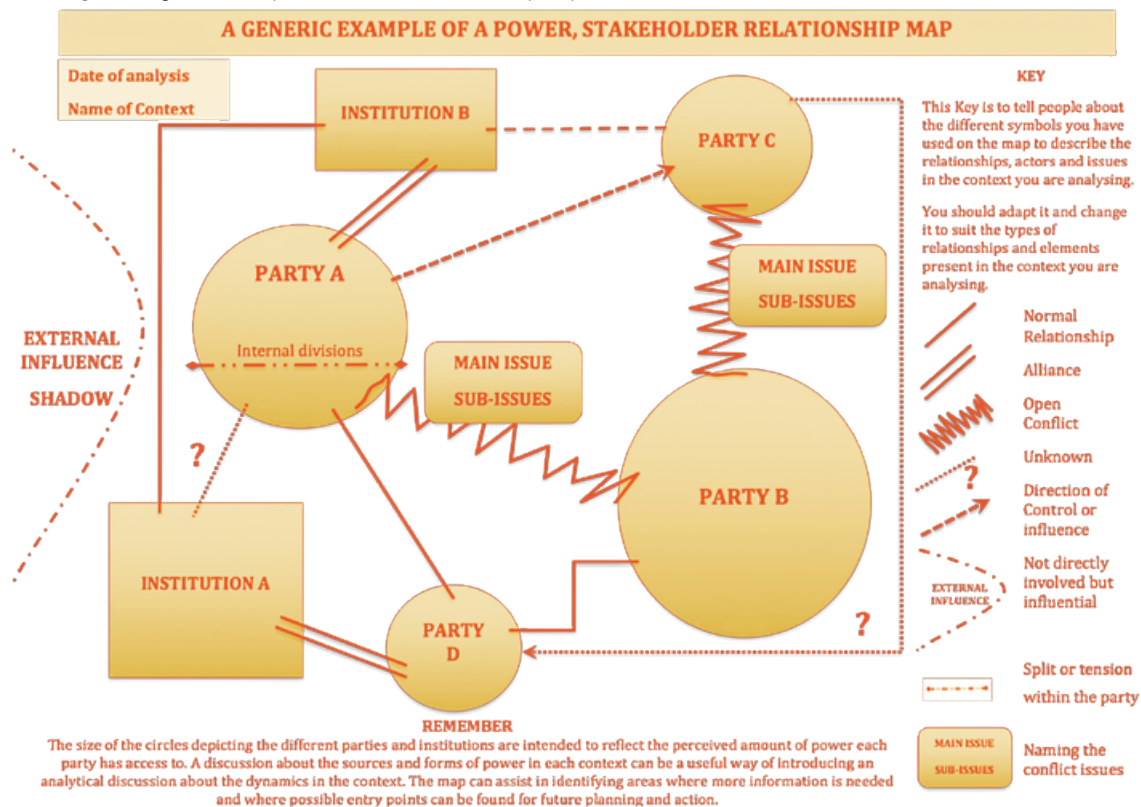 A GENERIC EXAMPLE OF A POWER, STAKEHOLDER RELATIONSHIP MAP
Date of analysis
Name of Context
INSTITUTION B
PARTY C
PARTY A
Internal divisions
MAIN ISSUE
SUB-ISSUES
MAIN ISSUE
SUB-ISSUES
EXTERNAL
INFLUENCE
SHADOW
?
PARTY B
INSTITUTION A
PARTY
D
?
KEY
This Key is to tell people about
the different symbols you have
used on the map to describe the
relationships, actors and issues
in the context you are analysing.
You should adapt it and change
it to suit the types of
relationships and elements
present in the context you are
analysing.
Normal
Relationship
Alliance
Open
Conflict
Unknown
?
Direction of
Control or
influence
EXTERNAL
INFLUENCE
Not directly
involved but
influential
Split or tension
within the party
MAIN ISSUE
SUB-ISSUES
Naming the
conflict issues
REMEMBER
The size of the circles depicting the different parties and institutions are intended to reflect the perceived amount of power each
party has access to. A discussion about the sources and forms of power in each context can be a useful way of introducing an
analytical discussion about the dynamics in the context. The map can assist in identifying areas where more information is needed
and where possible entry points can be found for future planning and action.